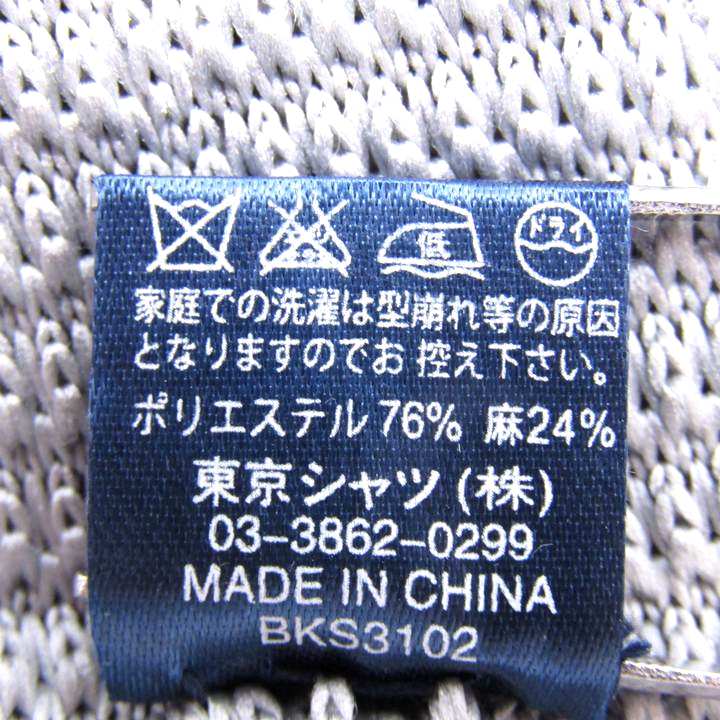 低 ドライ
家庭での洗濯は型崩れ等の原因
となりますのでお 控え下さい。
ポリエステル 76% 麻24%
東京シャツ (株)
03-3862-0299
MADE IN CHINA
BKS3102